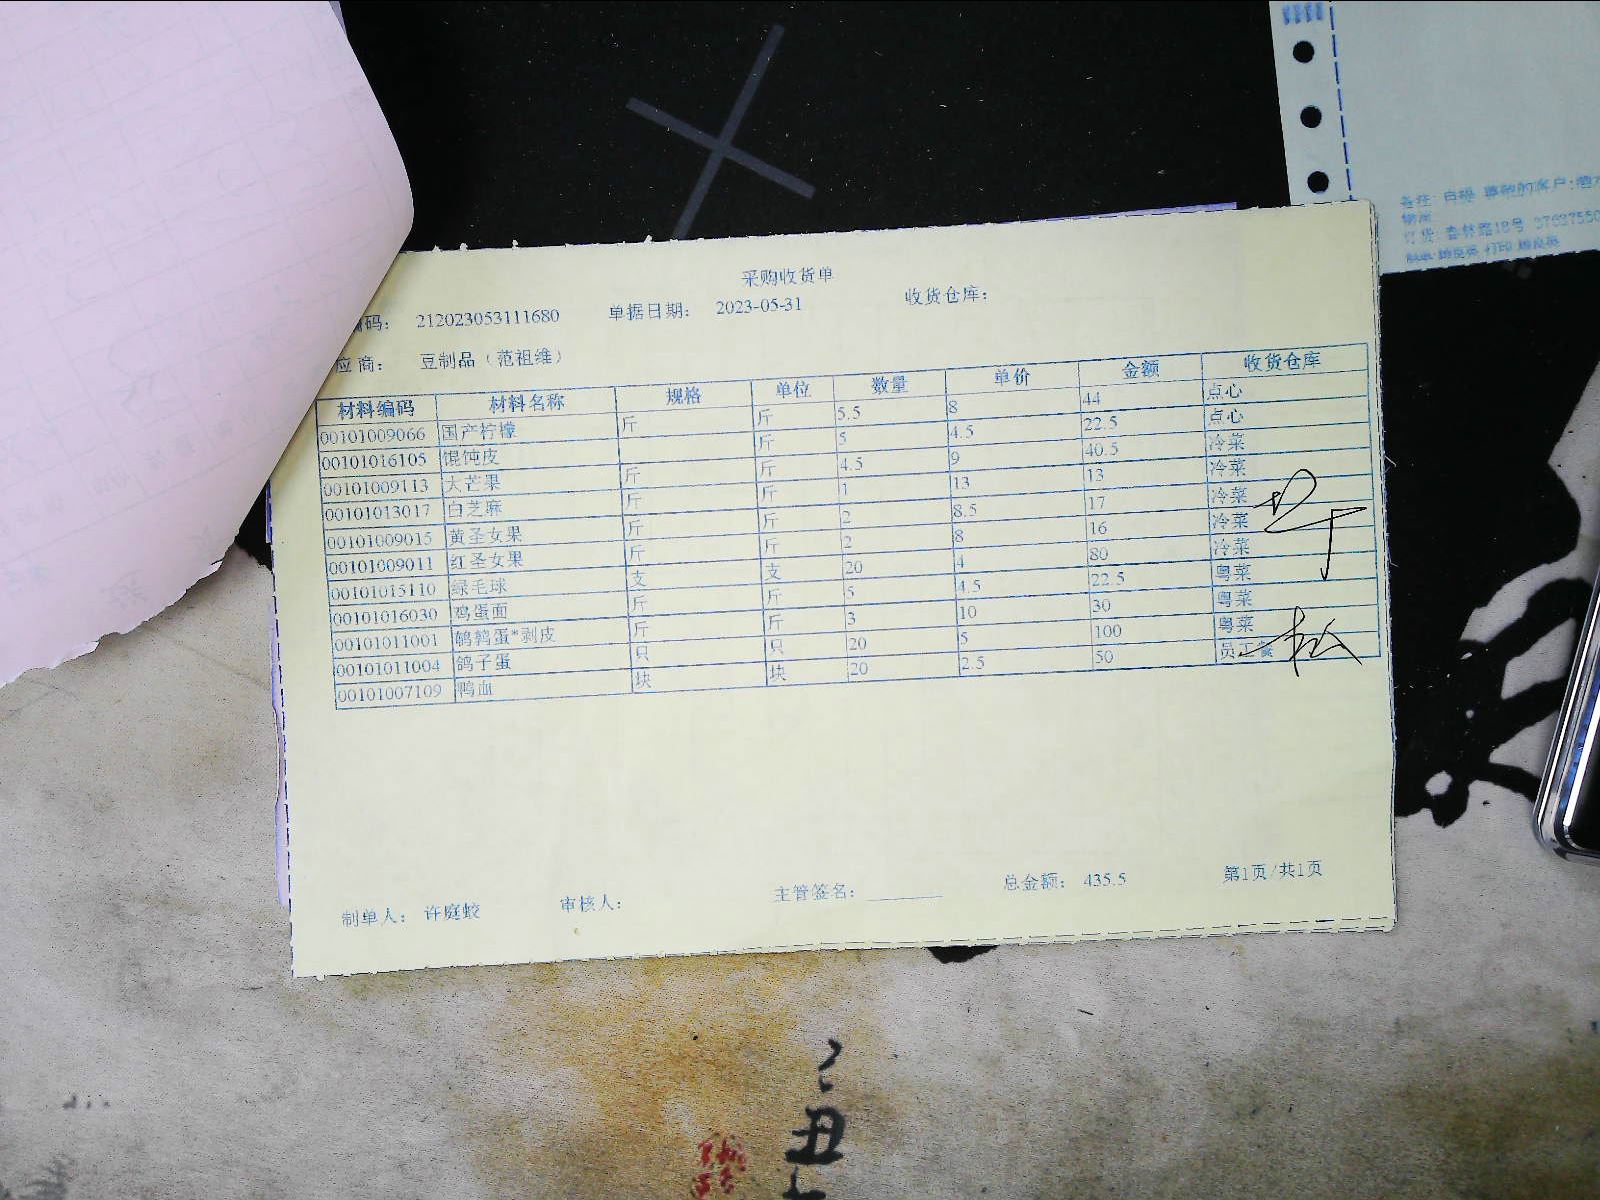 采购收货单
编码： 212023053111680 单据日期： 2023-05-31 收货仓库：
应商： 豆制品（范祖维）
材料编码 材料名称 规格 单位 数量 单价 金额 收货仓库
00101009066 国产柠檬 斤 斤 5.5 8 44 点心
00101016105 馄饨皮 斤 5 4.5 22.5 点心
00101009113 大芒果 斤 斤 4.5 9 40.5 冷菜
00101013017 白芝麻 斤 斤 1 13 13 冷菜
00101009015 黄圣女果 斤 斤 2 8.5 17 冷菜
00101009011 红圣女果 斤 斤 2 8 16 冷菜
00101015110 绿毛球 支 支 20 4 80 冷菜
00101016030 鸡蛋面 斤 斤 5 4.5 22.5 粤菜
00101011001 鹌鹑蛋*剥皮 斤 斤 3 10 30 粤菜
00101011004 鸽子蛋 只 只 20 5 100 粤菜
00101007109 鸭血 块 块 20 2.5 50 员工餐
松
制单人： 许庭蛟 审核人： 主管签名： 总金额： 435.5 第1页/共1页
丑